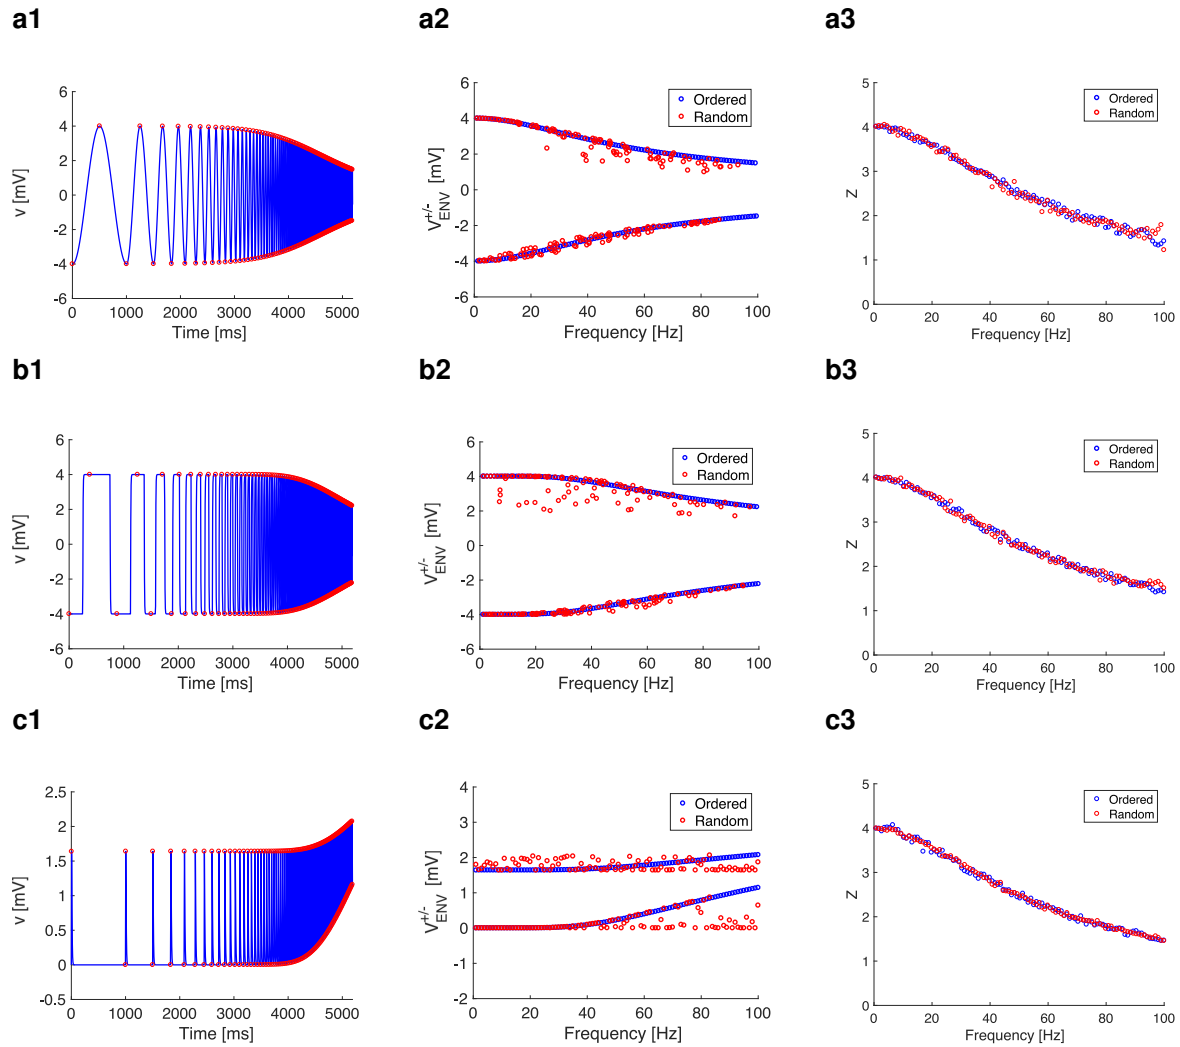 a1
a2
a3
6
4
2
0
-2
-4
-6
v [mV]
0 1000 2000 3000 4000 5000
Time [ms]
6
4
2
0
-2
-4
-6
V+/-ENV [mV]
Ordered
Random
0 20 40 60 80 100
Frequency [Hz]
5
4
3
2
1
0
Z
Ordered
Random
0 20 40 60 80 100
Frequency [Hz]
b1
b2
b3
6
4
2
0
-2
-4
-6
v [mV]
0 1000 2000 3000 4000 5000
Time [ms]
6
4
2
0
-2
-4
-6
V+/-ENV [mV]
Ordered
Random
0 20 40 60 80 100
Frequency [Hz]
5
4
3
2
1
0
Z
Ordered
Random
0 20 40 60 80 100
Frequency [Hz]
c1
c2
c3
2.5
2
1.5
1
0.5
0
-0.5
v [mV]
0 1000 2000 3000 4000 5000
Time [ms]
4
3
2
1
0
-1
-2
V+/-ENV [mV]
Ordered
Random
0 20 40 60 80 100
Frequency [Hz]
5
4
3
2
1
0
Z
Ordered
Random
0 20 40 60 80 100
Frequency [Hz]